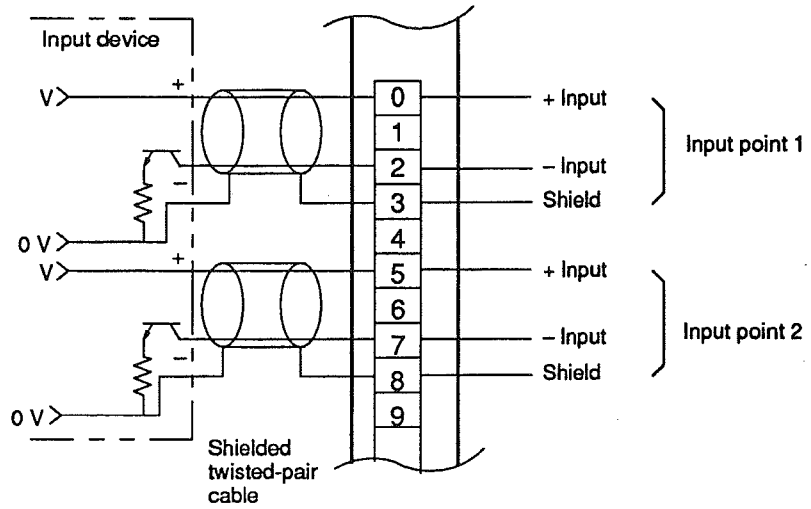 Input device
+
V
0
+ Input
1
Input point 1
2
– Input
–
3
Shield
0 V
4
+
V
5
+ Input
6
Input point 2
7
– Input
–
8
Shield
0 V
9
Shielded
twisted-pair
cable